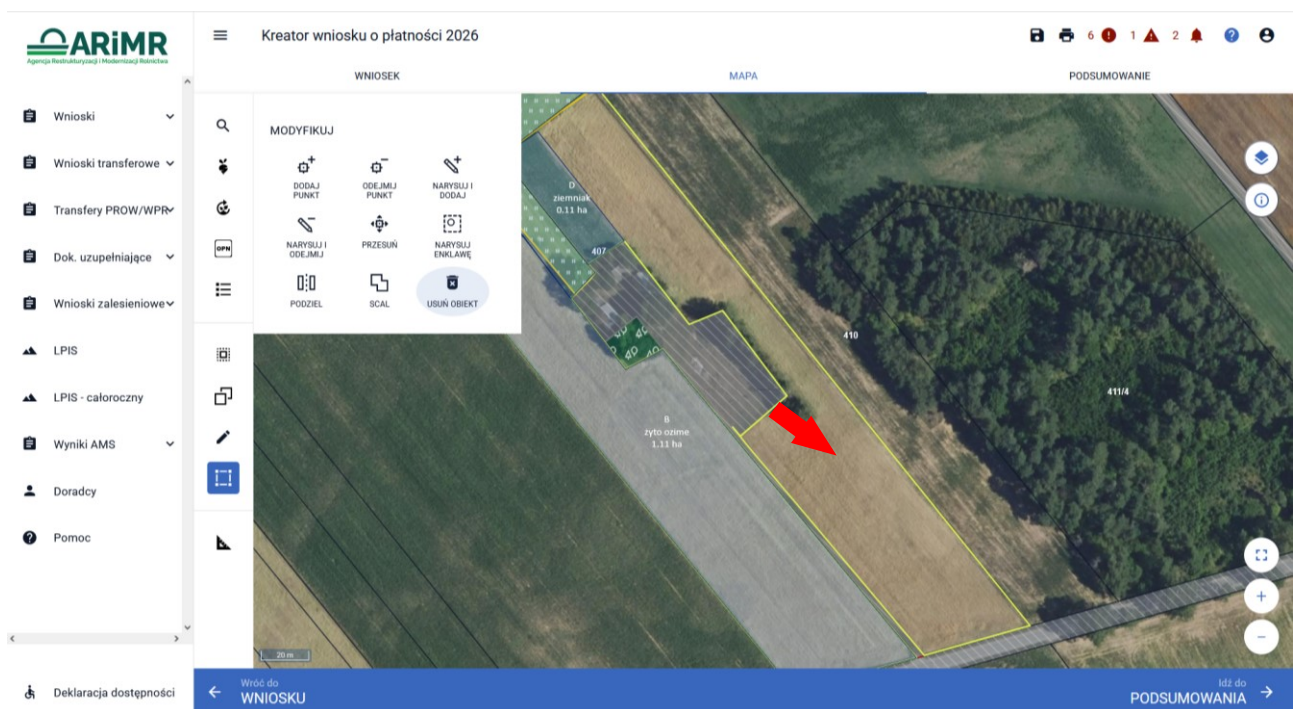 ARiMR
Agencja Restrukturyzacji i Modernizacji Rolnictwa
Kreator wniosku o płatności 2026
6 1 2
WNIOSEK
MAPA
PODSUMOWANIE
Wnioski
Wnioski transferowe
Transfery PROW/WPR
Dok. uzupełniające
Wnioski zalesieniowe
LPIS
LPIS - całoroczny
Wyniki AMS
Doradcy
Pomoc
Deklaracja dostępności
OPN
MODYFIKUJ
DODAJ
PUNKT
ODEJMIJ
PUNKT
NARYSUJ I
DODAJ
NARYSUJ I
ODEJMIJ
PRZESUŃ
NARYSUJ
ENKLAWĘ
PODZIEL
SCAL
USUŃ OBIEKT
D
ziemniak
0.11 ha
407
410
411/4
B
żyto ozime
1.11 ha
20 m
Wróć do
WNIOSKU
Idź do
PODSUMOWANIA